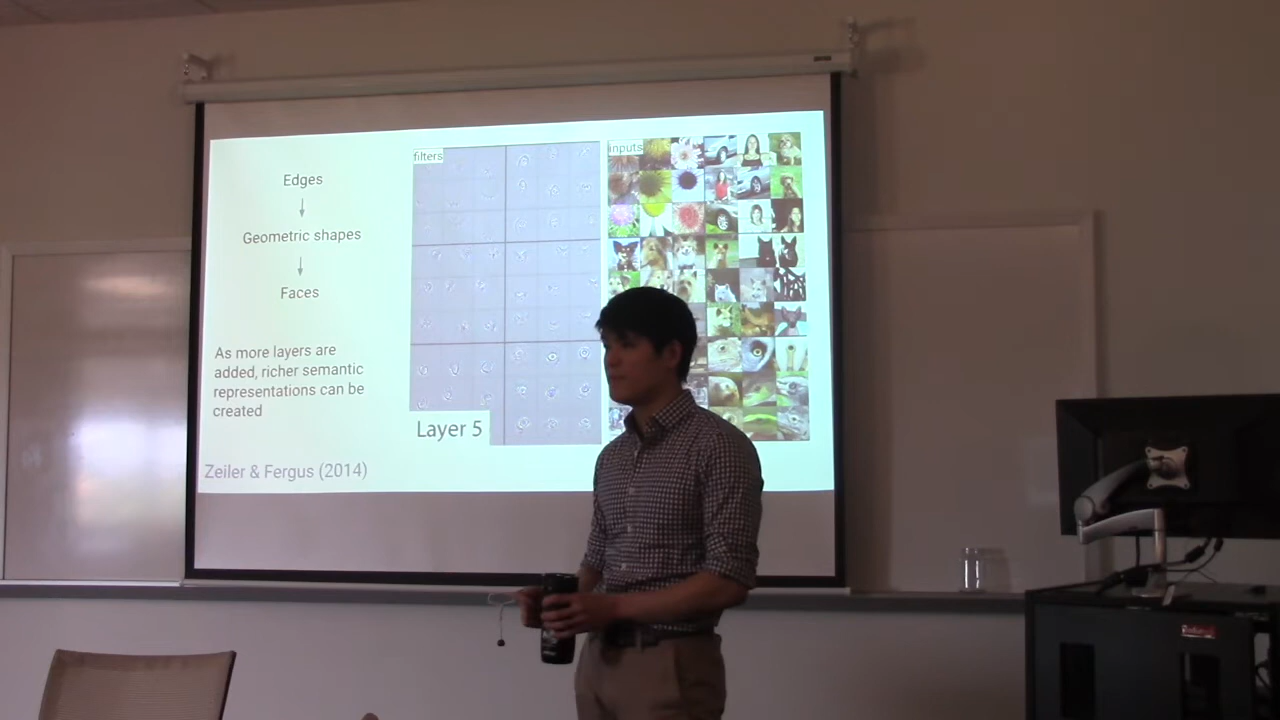 Edges
Geometric shapes
Faces
As more layers are
added, richer semantic
representations can be
created
Zeiler & Fergus (2014)
filters
Layer 5
inputs